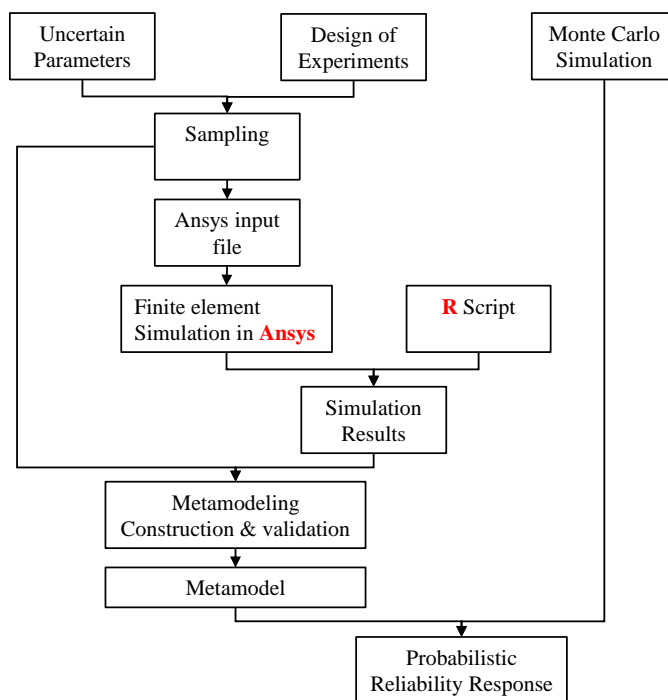 Uncertain
Parameters
Design of
Experiments
Monte Carlo
Simulation
Sampling
Ansys input
file
Finite element
Simulation in Ansys
R Script
Simulation
Results
Metamodeling
Construction & validation
Metamodel
Probabilistic
Reliability Response